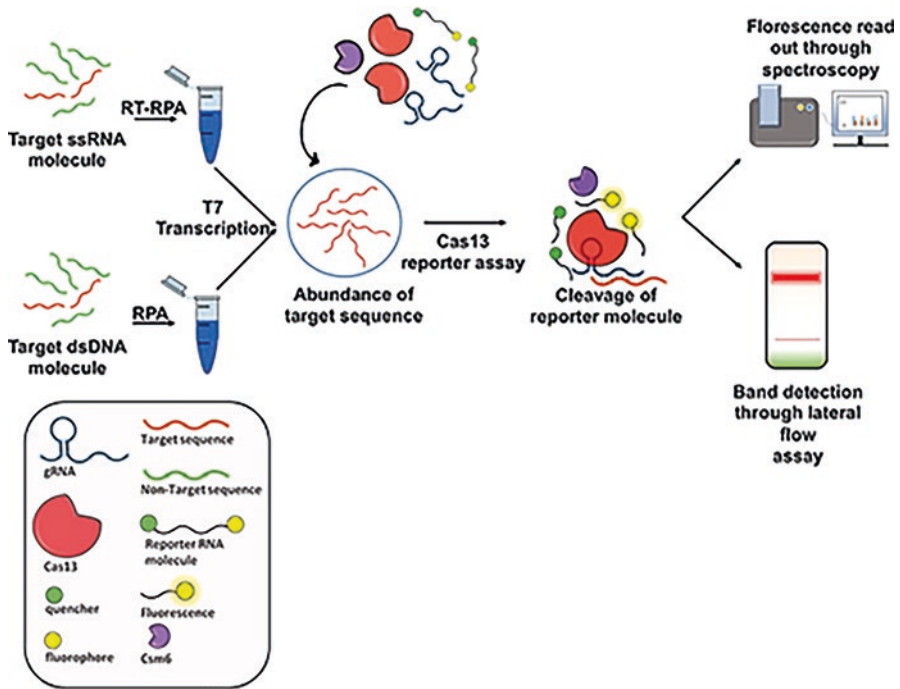 Target ssRNA
molecule
RT-RPA
T7
Transcription
Target dsDNA
molecule
RPA
Abundance of
target sequence
Cas13
reporter assay
Cleavage of
reporter molecule
Florescence read
out through
spectroscopy
Band detection
through lateral
flow
assay
gRNA
Target sequence
Non-Target sequence
Cas13
Reporter RNA
molecule
quencher
Fluorescence
fluorophore
Csm6